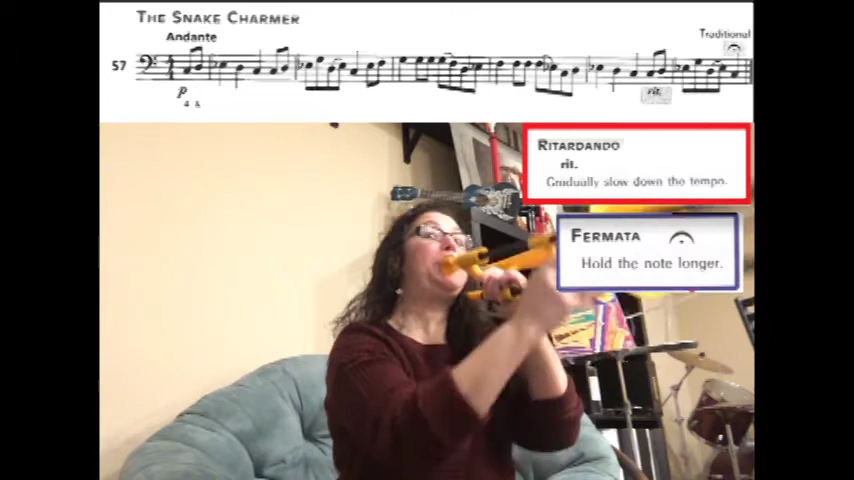 THE SNAKE CHARMER
Andante
Traditional
57
p
rit.
4 &
RITARDANDO
rit.
Gradually slow down the tempo.
FERMATA
Hold the note longer.